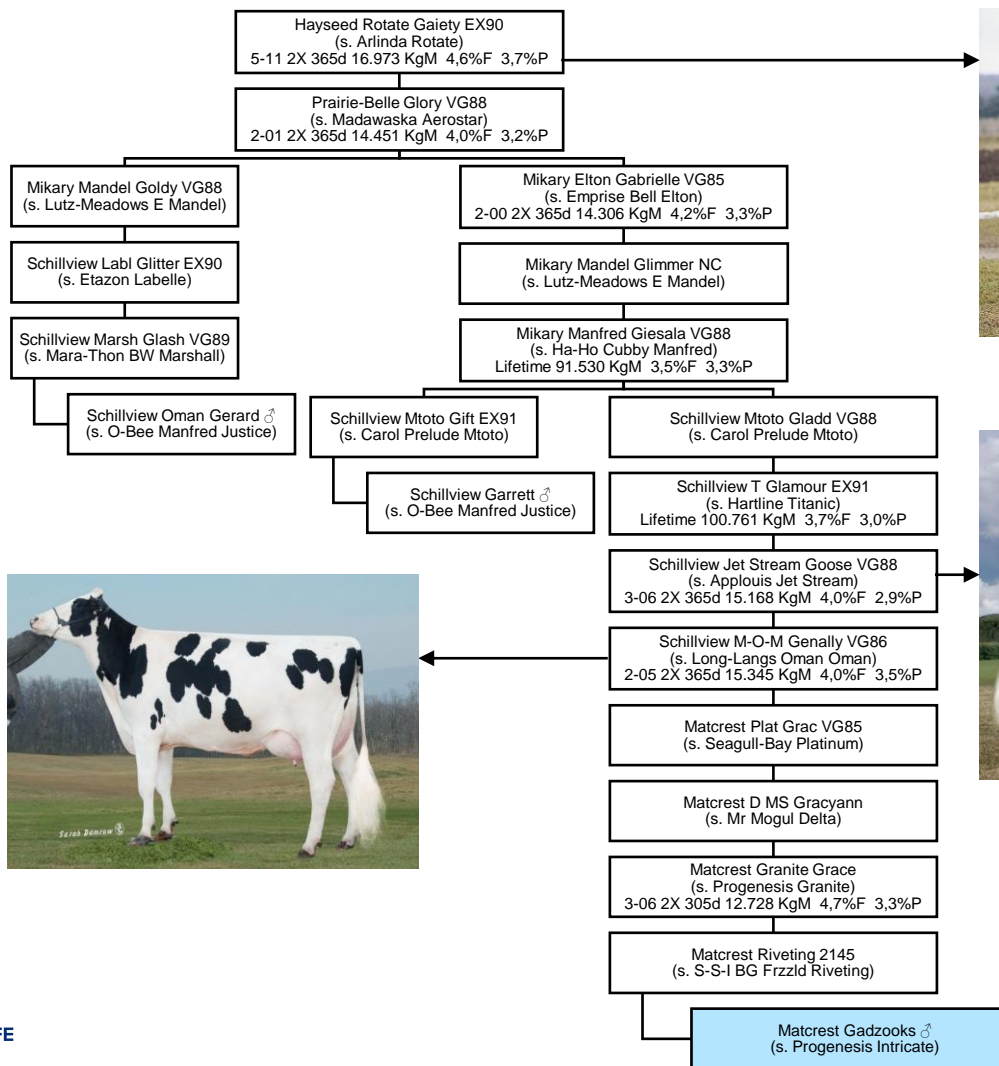 Hayseed Rotate Gaiety EX90
(s. Arlinda Rotate)
5-11 2X 365d 16.973 KgM 4,6%F 3,7%P
Prairie-Belle Glory VG88
(s. Madawaska Aerostar)
2-01 2X 365d 14.451 KgM 4,0%F 3,2%P
Mikary Mandel Goldy VG88
(s. Lutz-Meadows E Mandel)
Mikary Elton Gabrielle VG85
(s. Emprise Bell Elton)
2-00 2X 365d 14.306 KgM 4,2%F 3,3%P
Schillview Labl Glitter EX90
(s. Etazon Labelle)
Mikary Mandel Glimmer NC
(s. Lutz-Meadows E Mandel)
Schillview Marsh Glash VG89
(s. Mara-Thon BW Marshall)
Mikary Manfred Giesala VG88
(s. Ha-Ho Cubby Manfred)
Lifetime 91.530 KgM 3,5%F 3,3%P
Schillview Oman Gerard ♂
(s. O-Bee Manfred Justice)
Schillview Mtoto Gift EX91
(s. Carol Prelude Mtoto)
Schillview Mtoto Gladd VG88
(s. Carol Prelude Mtoto)
Schillview Garrett ♂
(s. O-Bee Manfred Justice)
Schillview T Glamour EX91
(s. Hartline Titanic)
Lifetime 100.761 KgM 3,7%F 3,0%P
Schillview Jet Stream Goose VG88
(s. Applouis Jet Stream)
3-06 2X 365d 15.168 KgM 4,0%F 2,9%P
Schillview M-O-M Genally VG86
(s. Long-Langs Oman Oman)
2-05 2X 365d 15.345 KgM 4,0%F 3,5%P
Matcrest Plat Grac VG85
(s. Seagull-Bay Platinum)
Matcrest D MS Gracyann
(s. Mr Mogul Delta)
Sarah Damrow
Matcrest Granite Grace
(s. Progenesis Granite)
3-06 2X 305d 12.728 KgM 4,7%F 3,3%P
Matcrest Riveting 2145
(s. S-S-I BG Frzzld Riveting)
FE
Matcrest Gadzooks ♂
(s. Progenesis Intricate)